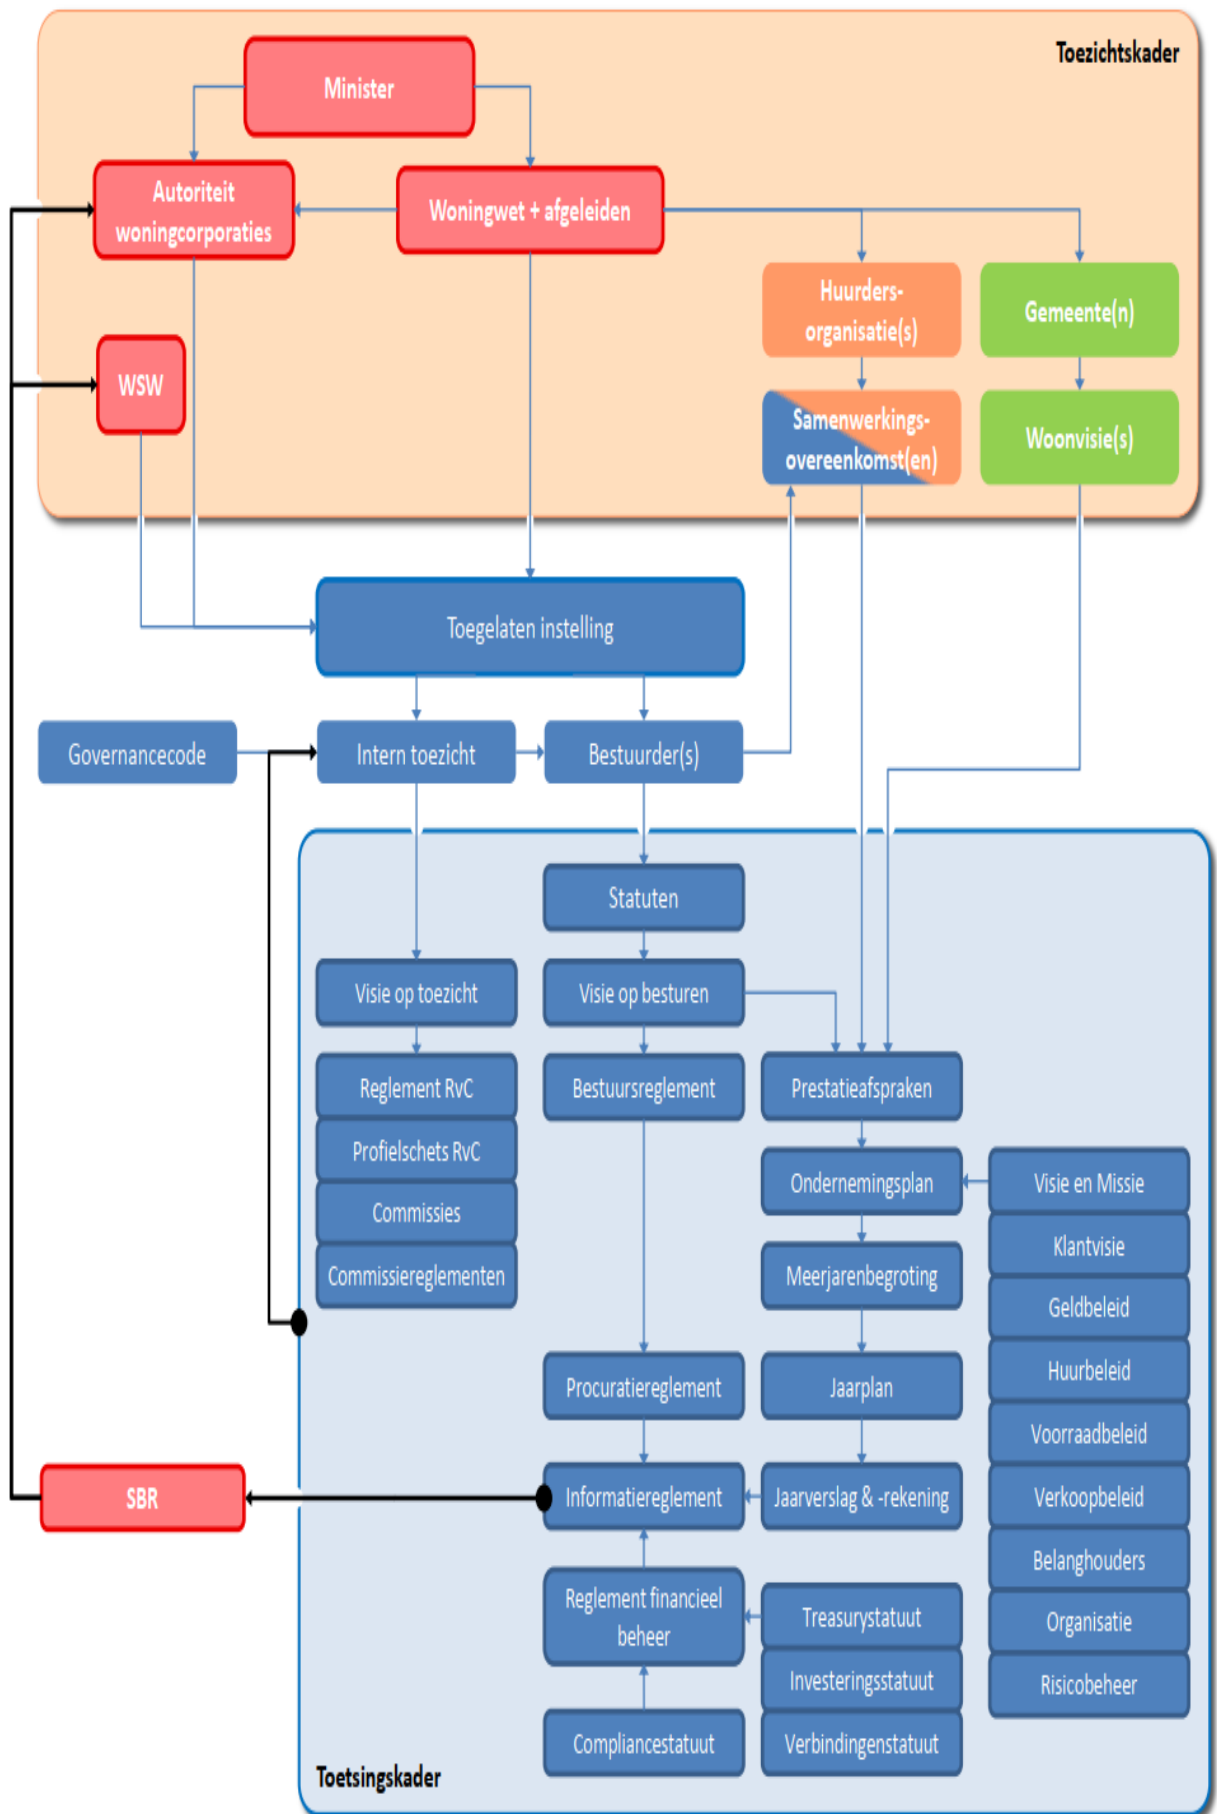 Toezichtskader
Minister
Autoriteit
woningcorporaties
Woningwet + afgeleiden
Huurders-
organisatie(s)
Gemeente(n)
WSW
Samenwerkings-
overeenkomst(en)
Woonvisie(s)
Toegelaten instelling
Governancecode
Intern toezicht
Bestuurder(s)
Statuten
Visie op toezicht
Visie op besturen
Reglement RvC
Profielschets RvC
Commissies
Commissiereglementen
Bestuursreglement
Prestatieafspraken
Ondernemingsplan
Meerjarenbegroting
Visie en Missie
Klantvisie
Geldbeleid
Huurbeleid
Voorraadbeleid
Verkoopbeleid
Belanghouders
Organisatie
Risicobeheer
Procuratiereglement
Jaarplan
SBR
Informatiereglement
Jaarverslag & -rekening
Reglement financieel
beheer
Treasurystatuut
Investeringsstatuut
Verbindingenstatuut
Compliancestatuut
Toetsingskader